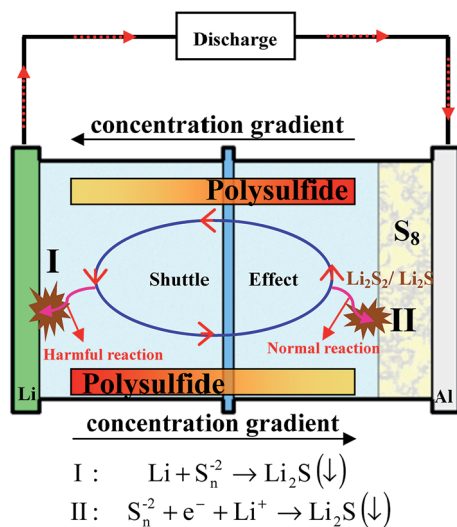 Discharge
concentration gradient
Polysulfide
S₈
I
Shuttle Effect
Li₂S₂/ Li₂S
II
Harmful reaction
Normal reaction
Li
Polysulfide
Al
concentration gradient
I : Li + Sₙ⁻² → Li₂S (↓)
II : Sₙ⁻² + e⁻ + Li⁺ → Li₂S (↓)